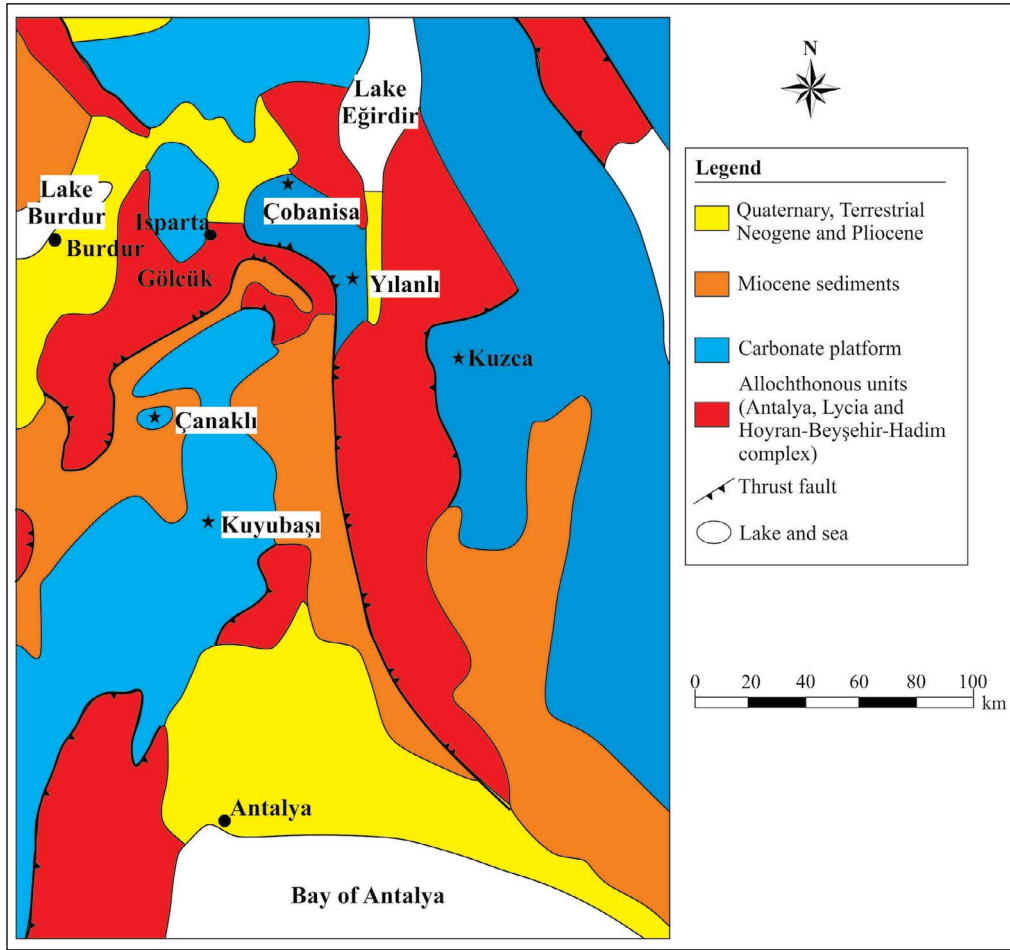 N
Lake
Eğirdir
Lake
Burdur
Burdur
Isparta
Çobanisa
Gölcük
Yılanlı
Kuzca
Çanaklı
Kuyubaşı
Antalya
Bay of Antalya
Legend
Quaternary, Terrestrial
Neogene and Pliocene
Miocene sediments
Carbonate platform
Allochthonous units
(Antalya, Lycia and
Hoyran-Beyşehir-Hadim
complex)
Thrust fault
Lake and sea
0 20 40 60 80 100
km